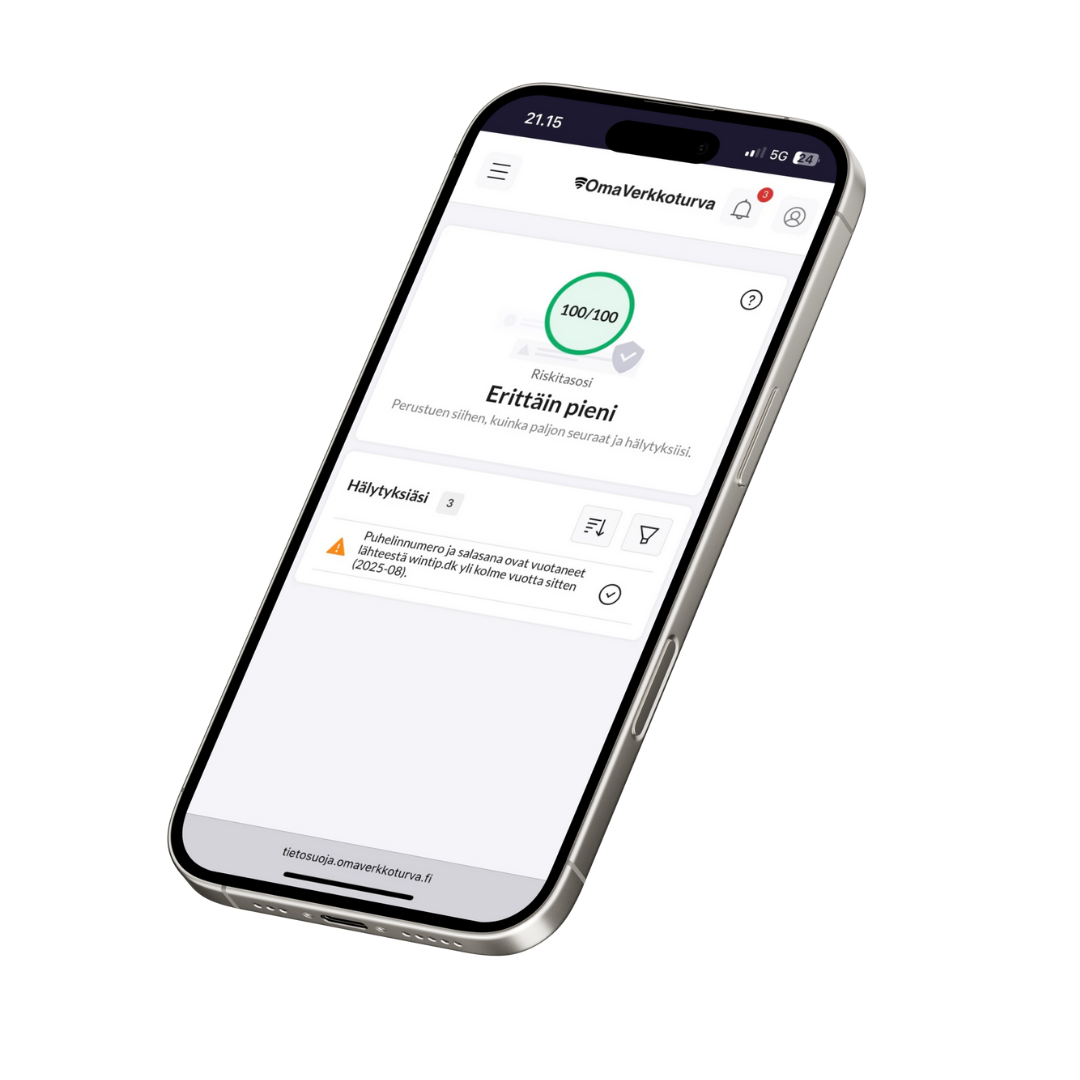 21.15
5G 24
OmaVerkkoturva
3
100/100
?
Riskitasosi
Erittäin pieni
Perustuen siihen, kuinka paljon seuraat ja hälytyksiisi.
Hälytyksiäsi 3
Puhelinnumero ja salasana ovat vuotaneet
lähteestä wintip.dk yli kolme vuotta sitten
(2025-08).
tietosuoja.omaverkkoturva.fi